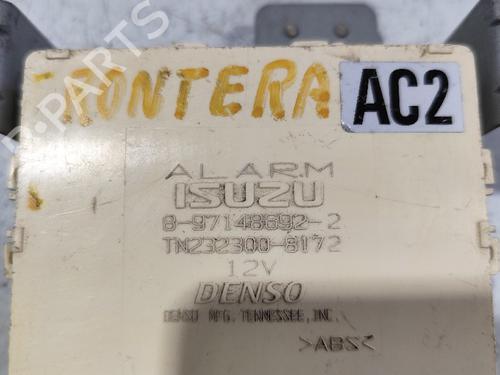 RONTERA
AC2
ALARM
ISUZU
8-97148692-2
TN232300-8172
12V
DENSO
DENSO MFG. TENNESSEE, INC.
>ABS<
B-PARTS